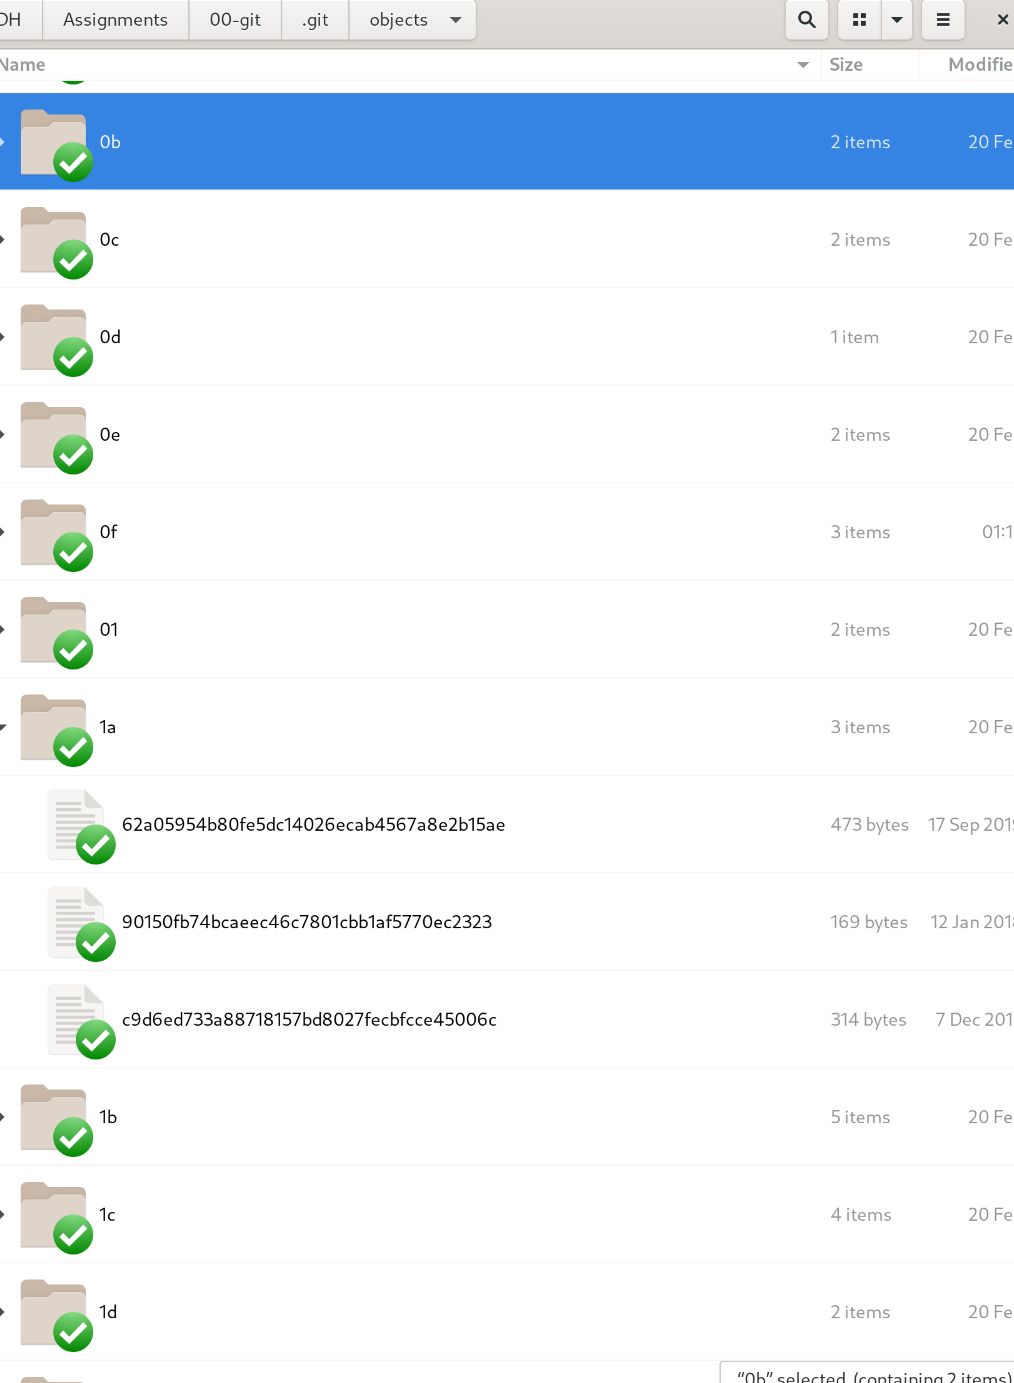 DH Assignments 00-git .git objects
Name Size Modifie
0b 2 items 20 Fe
0c 2 items 20 Fe
0d 1 item 20 Fe
0e 2 items 20 Fe
0f 3 items 01:1
01 2 items 20 Fe
1a 3 items 20 Fe
62a05954b80fe5dc14026ecab4567a8e2b15ae 473 bytes 17 Sep 201
90150fb74bcaeec46c7801cbb1af5770ec2323 169 bytes 12 Jan 201
c9d6ed733a88718157bd8027fecbfcce45006c 314 bytes 7 Dec 201
1b 5 items 20 Fe
1c 4 items 20 Fe
1d 2 items 20 Fe
“0b” selected (containing 2 items)